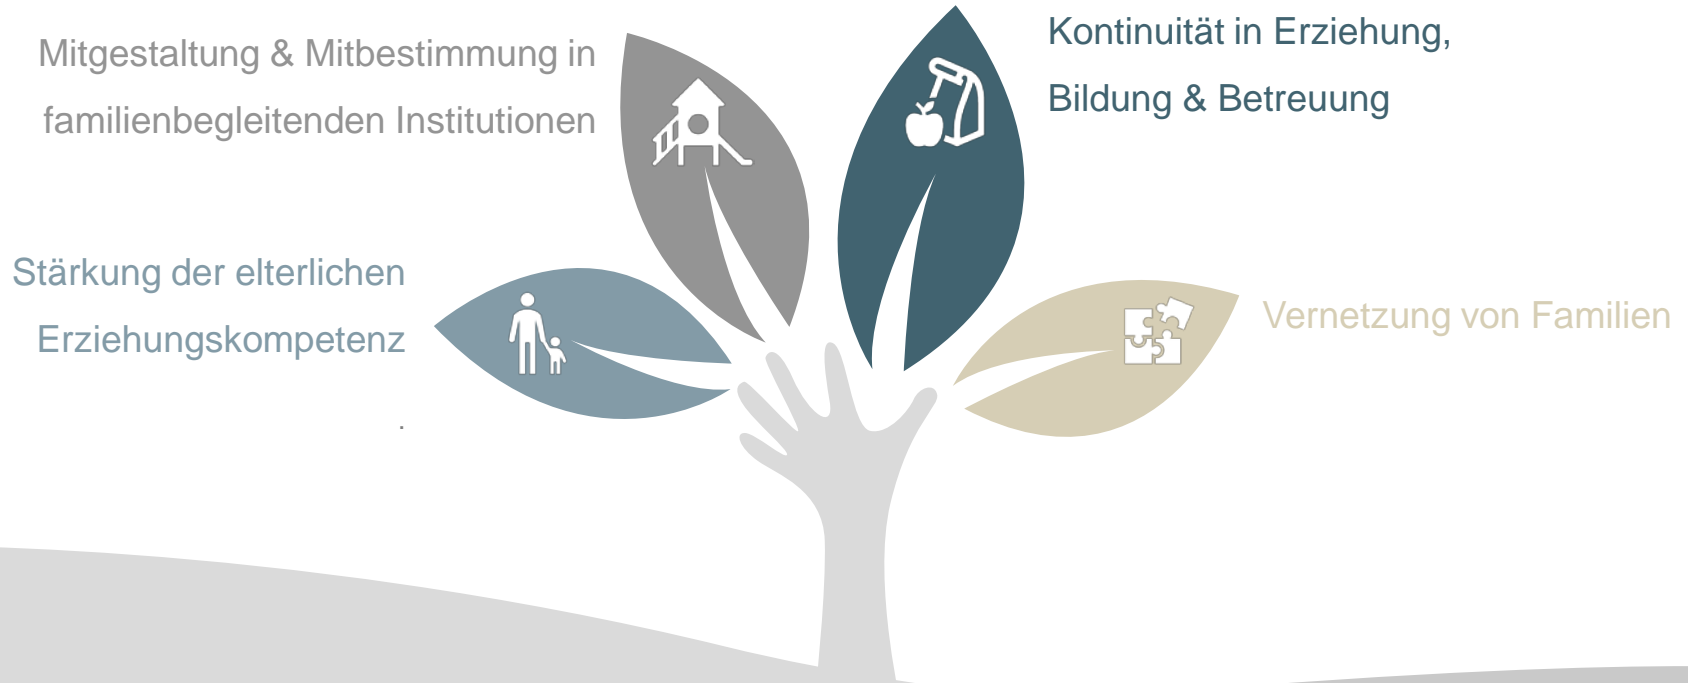 Mitgestaltung & Mitbestimmung in
familienbegleitenden Institutionen
Kontinuität in Erziehung,
Bildung & Betreuung
Stärkung der elterlichen
Erziehungskompetenz
.
Vernetzung von Familien